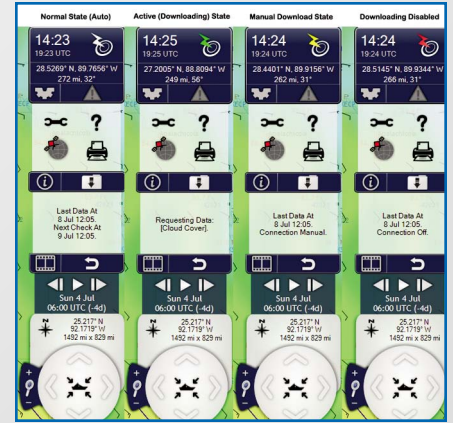 Normal State (Auto)
14:23
19:23 UTC
28.5269° N, 89.7656° W
272 mi, 32°
?
i
Last Data At
8 Jul 12:05.
Next Check At
9 Jul 12:05.
Sun 4 Jul
06:00 UTC (-4d)
N
25.217° N
92.1719° W
1492 mi x 829 mi
+
-
Active (Downloading) State
14:25
19:25 UTC
27.2005° N, 88.8094° W
249 mi, 56°
?
i
Requesting Data:
[Cloud Cover].
Sun 4 Jul
06:00 UTC (-4d)
N
25.217° N
92.1719° W
1492 mi x 829 mi
+
-
Manual Download State
14:24
19:24 UTC
28.4401° N, 89.9156° W
262 mi, 31°
?
i
Last Data At
8 Jul 12:05.
Connection Manual.
Sun 4 Jul
06:00 UTC (-4d)
N
25.217° N
92.1719° W
1492 mi x 829 mi
+
-
Downloading Disabled
14:24
19:24 UTC
28.5145° N, 89.9344° W
266 mi, 31°
?
i
Last Data At
8 Jul 12:05.
Connection Off.
Sun 4 Jul
06:00 UTC (-4d)
N
25.217° N
92.1719° W
1492 mi x 829 mi
+
-